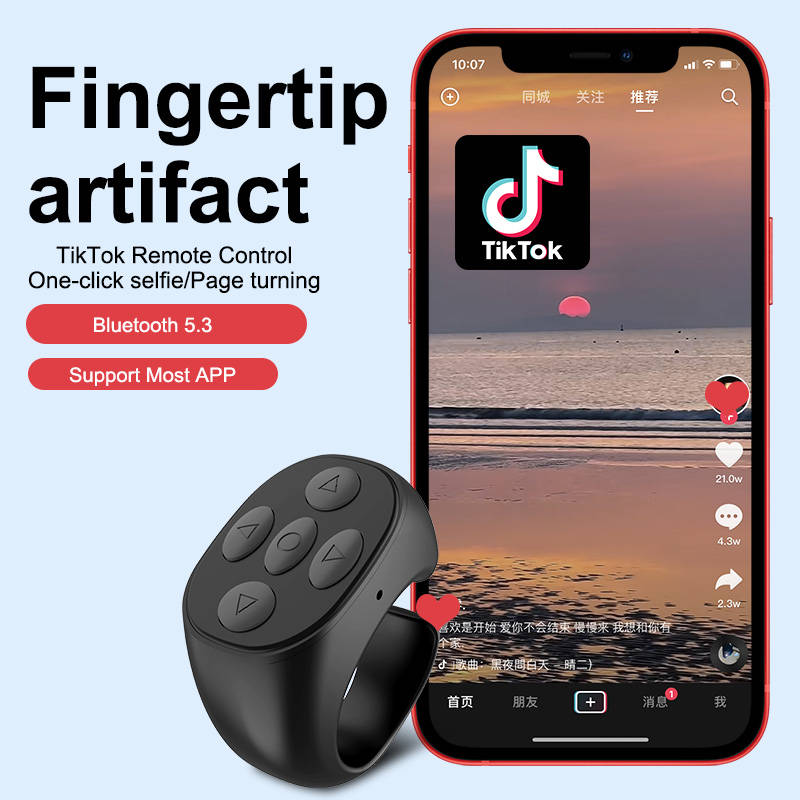 Fingertip
artifact
TikTok Remote Control
One-click selfie/Page turning
Bluetooth 5.3
Support Most APP
10:07
同城 关注 推荐
TikTok
21.0w
4.3w
2.3w
喜欢是开始 爱你不会结束 慢慢来 我想和你有
个家.
歌曲：黑夜問白天 - 晴二）
首页 朋友 消息 1 我